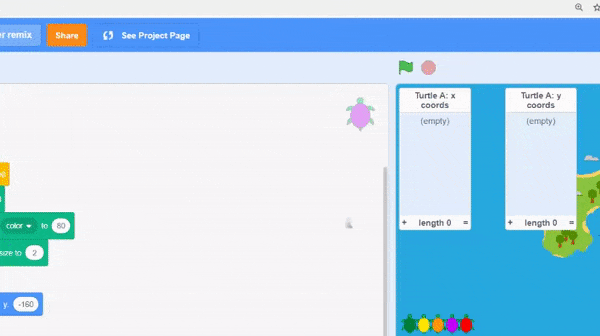 er remix
Share
See Project Page
Turtle A: x
coords
(empty)
+ length 0 =
Turtle A: y
coords
(empty)
+ length 0 =
color to 80
size to 2
y: -160